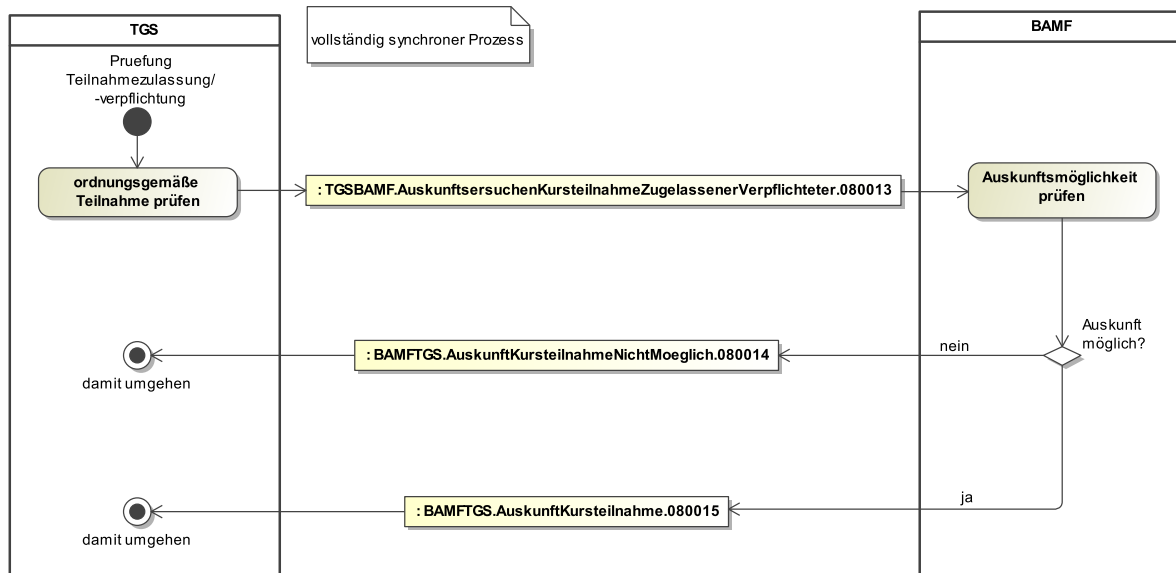 TGS
vollständig synchroner Prozess
BAMF
Pruefung
Teilnahmezulassung/
-verpflichtung
ordnungsgemäße
Teilnahme prüfen
: TGSBAMF.AuskunftsersuchenKursteilnahmeZugelassenerVerpflichteter.080013
Auskunftsmöglichkeit
prüfen
Auskunft
möglich?
nein
: BAMFTGS.AuskunftKursteilnahmeNichtMoeglich.080014
damit umgehen
ja
: BAMFTGS.AuskunftKursteilnahme.080015
damit umgehen